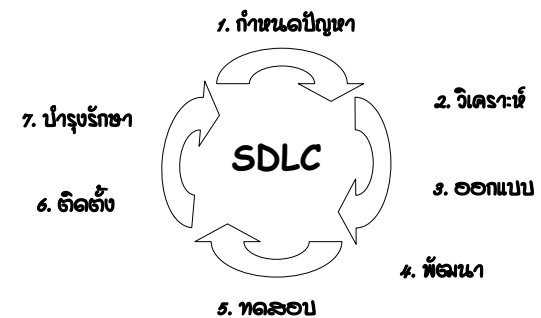 1. กำหนดปัญหา
2. วิเคราะห์
3. ออกแบบ
4. พัฒนา
5. ทดสอบ
6. ติดตั้ง
7. บำรุงรักษา
SDLC